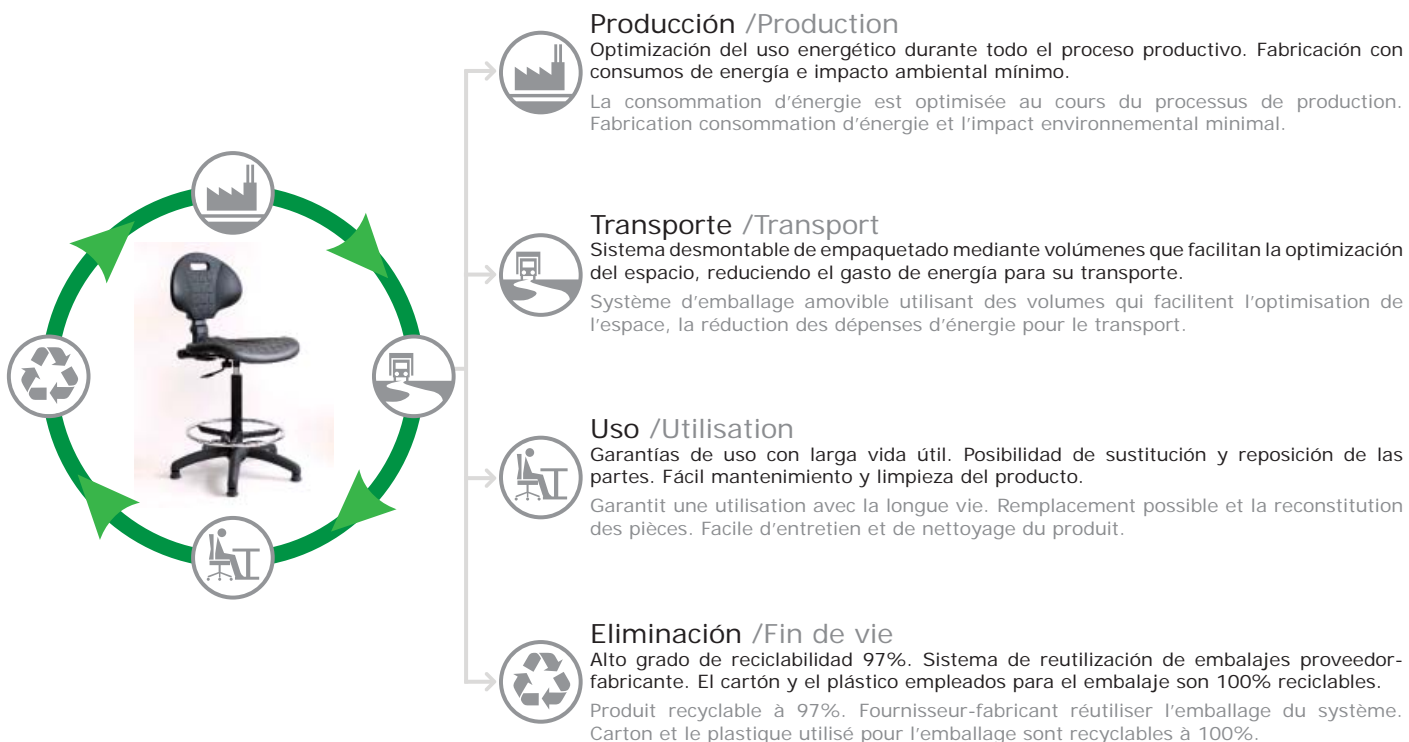 Producción /Production
Optimización del uso energético durante todo el proceso productivo. Fabricación con
consumos de energía e impacto ambiental mínimo.
La consommation d'énergie est optimisée au cours du processus de production.
Fabrication consommation d'énergie et l'impact environnemental minimal.
Transporte /Transport
Sistema desmontable de empaquetado mediante volúmenes que facilitan la optimización
del espacio, reduciendo el gasto de energía para su transporte.
Système d'emballage amovible utilisant des volumes qui facilitent l'optimisation de
l'espace, la réduction des dépenses d'énergie pour le transport.
Uso /Utilisation
Garantías de uso con larga vida útil. Posibilidad de sustitución y reposición de las
partes. Fácil mantenimiento y limpieza del producto.
Garantit une utilisation avec la longue vie. Remplacement possible et la reconstitution
des pièces. Facile d'entretien et de nettoyage du produit.
Eliminación /Fin de vie
Alto grado de reciclabilidad 97%. Sistema de reutilización de embalajes proveedor-
fabricante. El cartón y el plástico empleados para el embalaje son 100% reciclables.
Produit recyclable à 97%. Fournisseur-fabricant réutiliser l'emballage du système.
Carton et le plastique utilisé pour l'emballage sont recyclables à 100%.